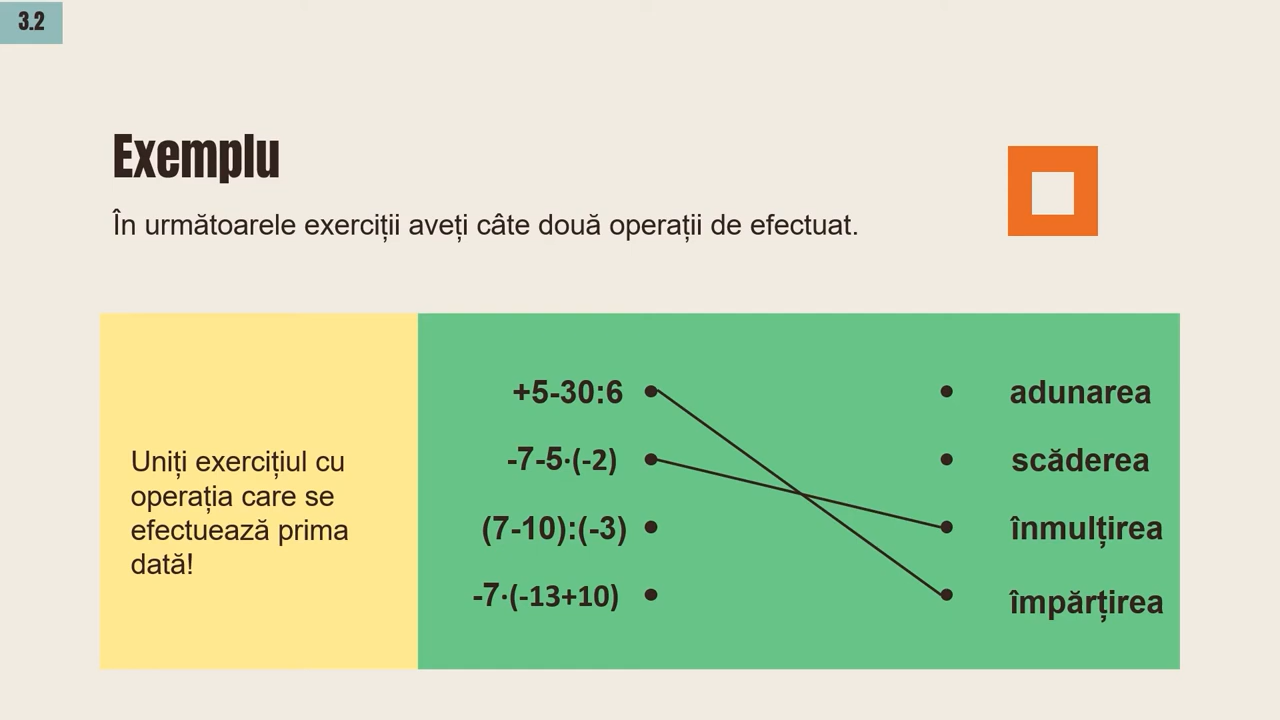 3.2
Exemplu
În următoarele exerciții aveți câte două operații de efectuat.
Uniți exercițiul cu
operația care se
efectuează prima
dată!
+5-30:6
-7-5·(-2)
(7-10):(-3)
-7·(-13+10)
adunarea
scăderea
înmulțirea
împărțirea